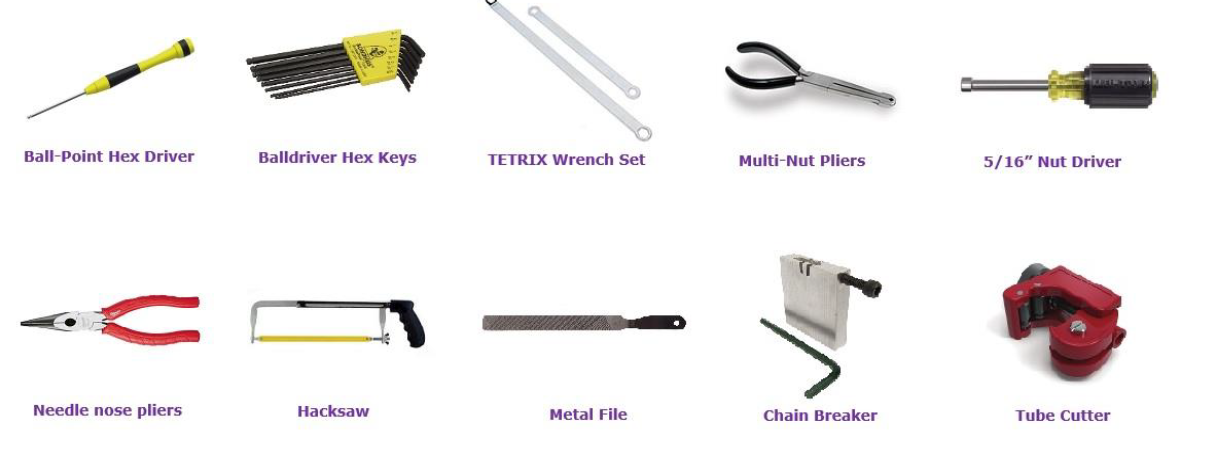 Ball-Point Hex Driver
Balldriver Hex Keys
TETRIX Wrench Set
Multi-Nut Pliers
5/16” Nut Driver
Needle nose pliers
Hacksaw
Metal File
Chain Breaker
Tube Cutter